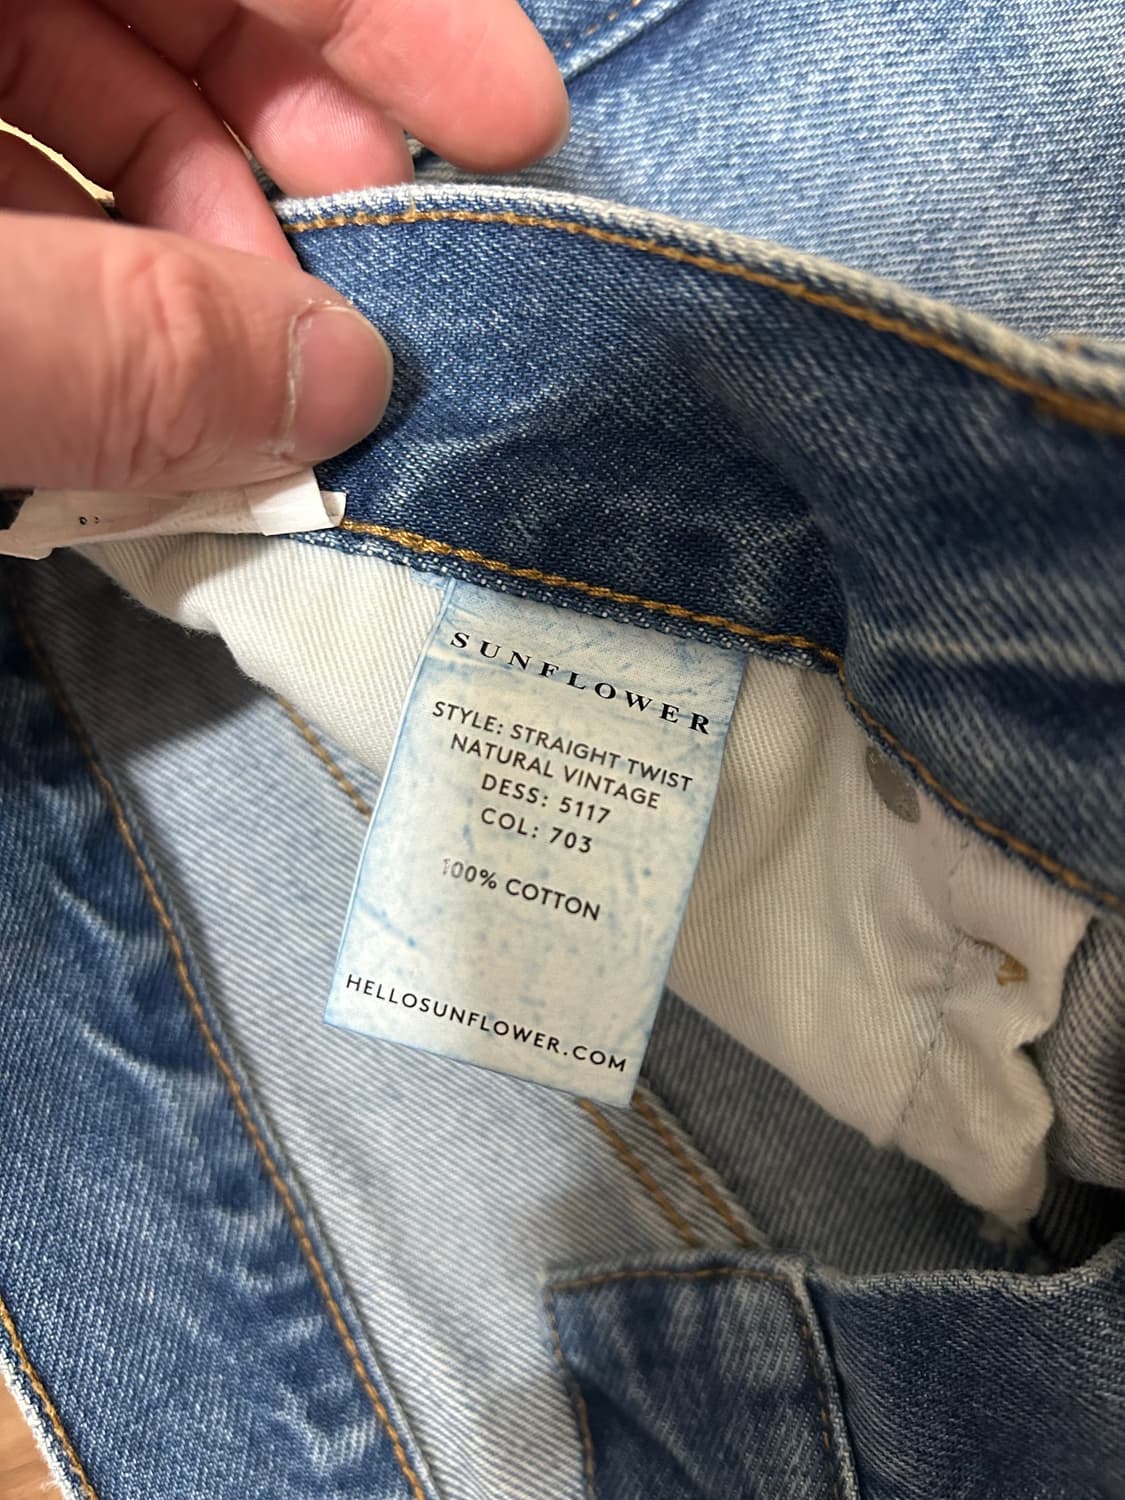 SUNFLOWER
STYLE: STRAIGHT TWIST
NATURAL VINTAGE
DESS: 5117
COL: 703
100% COTTON
HELLOSUNFLOWER.COM